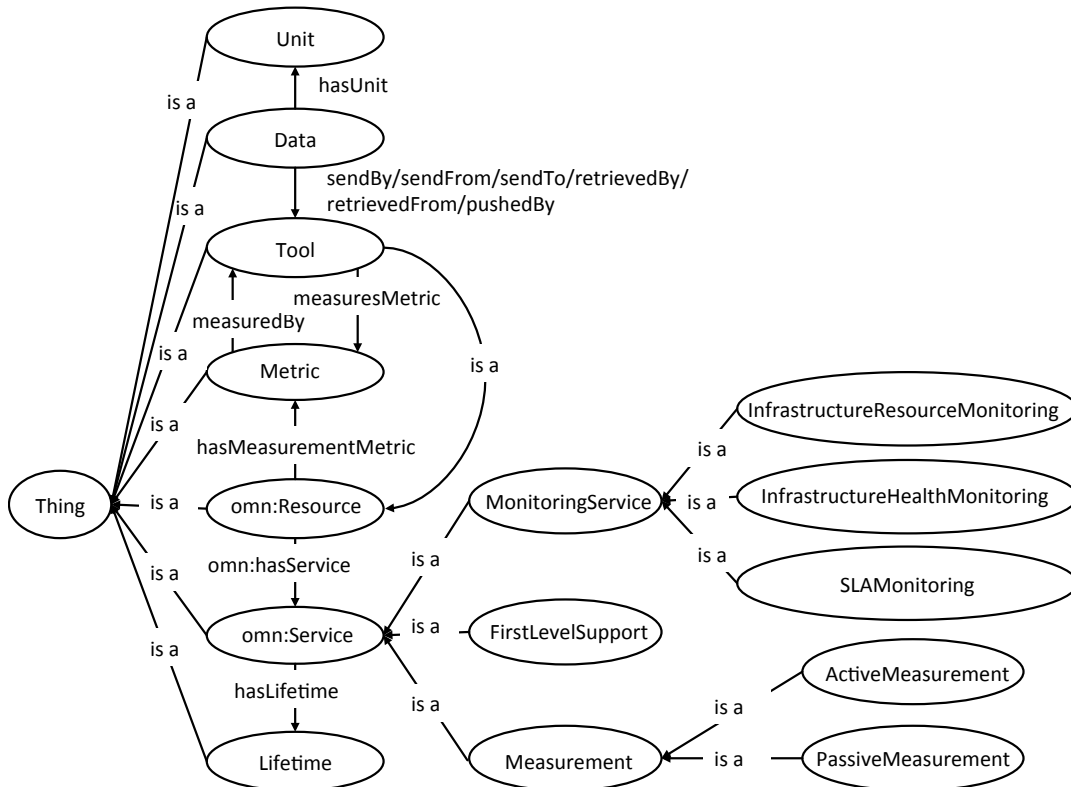 Unit
is a
hasUnit
Data
sendBy/sendFrom/sendTo/retrievedBy/
retrievedFrom/pushedBy
is a
Tool
measuresMetric
measuredBy
is a
is a
Metric
InfrastructureResourceMonitoring
is a
hasMeasurementMetric
is a
Thing
is a
omn:Resource
MonitoringService
is a
InfrastructureHealthMonitoring
omn:hasService
is a
is a
is a
SLAMonitoring
omn:Service
is a
FirstLevelSupport
is a
hasLifetime
is a
ActiveMeasurement
is a
Lifetime
Measurement
is a
PassiveMeasurement